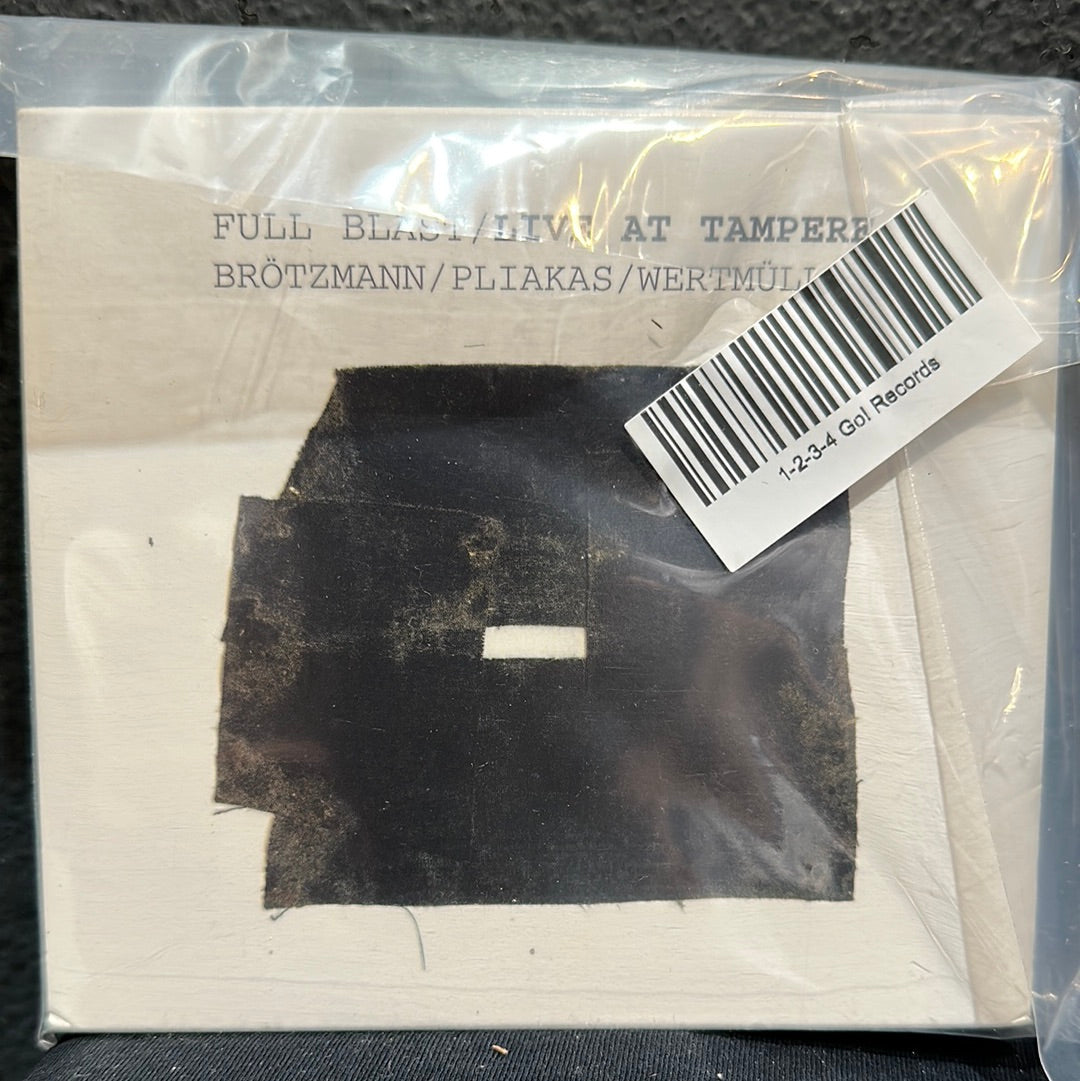 FULL BLAST/LIVE AT TAMPERE
BRÖTZMANN/PLIAKAS/WERTMÜLL
1-2-3-4 Go! Records